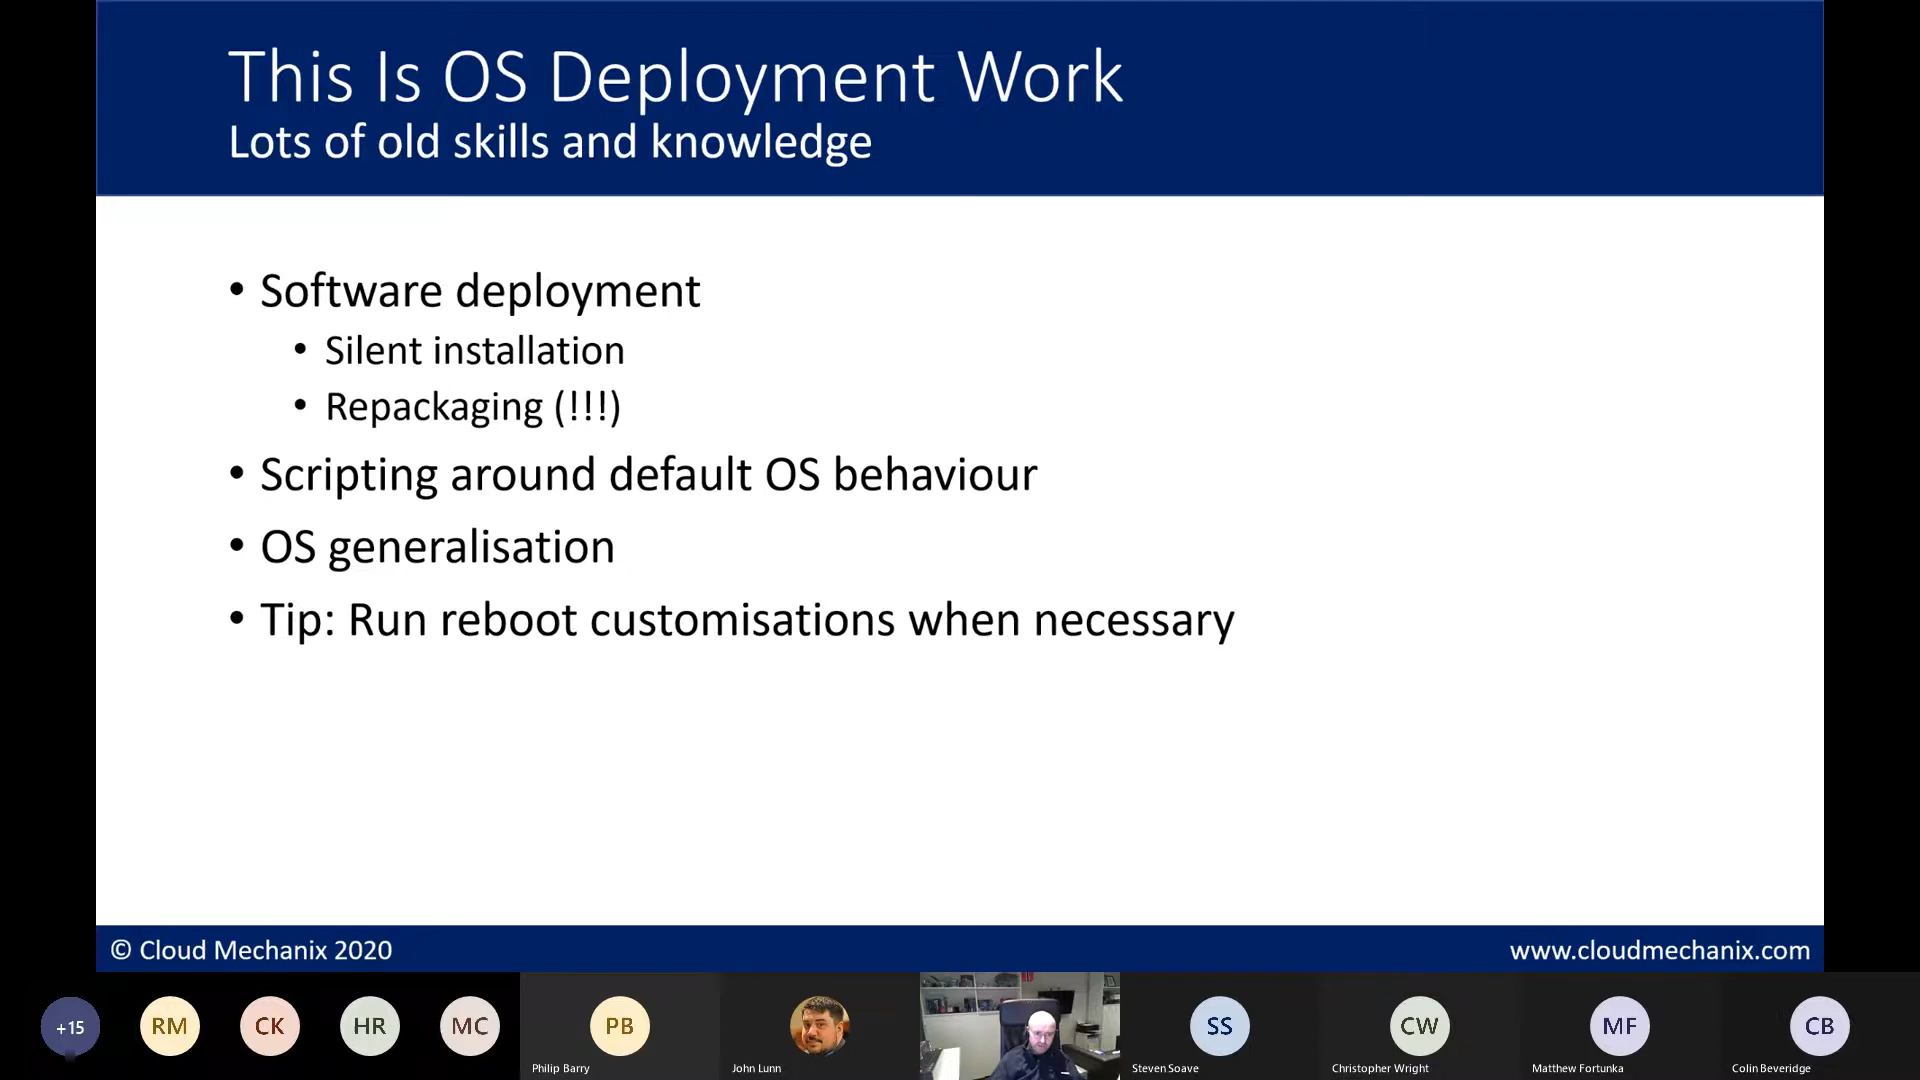 This Is OS Deployment Work
Lots of old skills and knowledge
• Software deployment
• Silent installation
• Repackaging (!!!)
• Scripting around default OS behaviour
• OS generalisation
• Tip: Run reboot customisations when necessary
© Cloud Mechanix 2020
www.cloudmechanix.com
+15
RM
CK
HR
MC
PB
Philip Barry
John Lunn
SS
Steven Soave
CW
Christopher Wright
MF
Matthew Fortunka
CB
Colin Beveridge